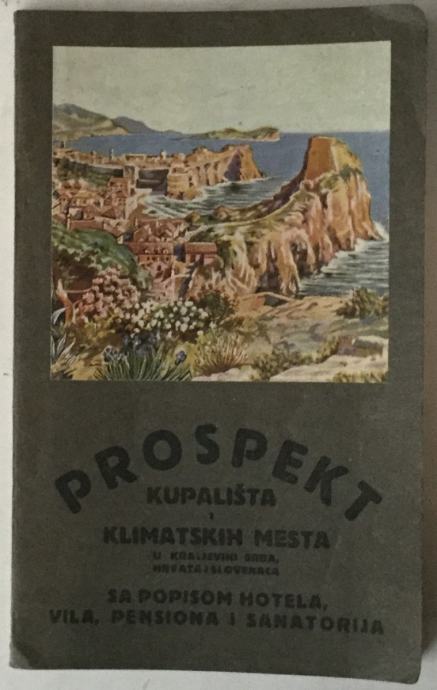 PROSPEKT
KUPALIŠTA
I
KLIMATSKIH MESTA
U KRALJEVINI SRBA,
HRVATA I SLOVENACA
SA POPISOM HOTELA,
VILA, PENSIONA I SANATORIJA